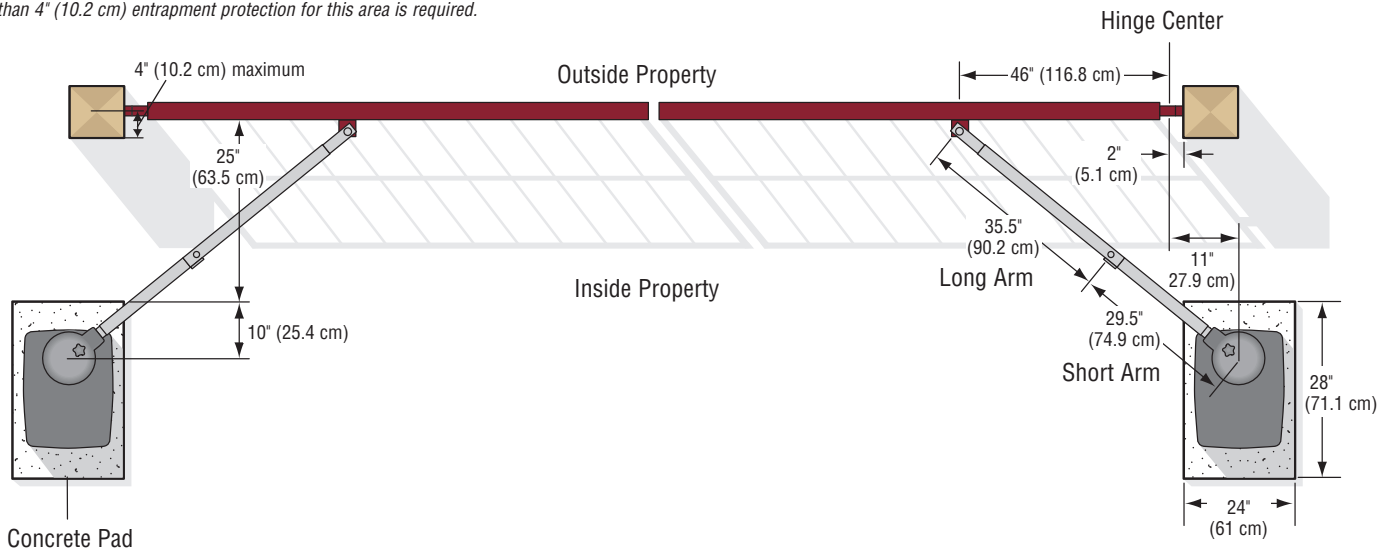 than 4" (10.2 cm) entrapment protection for this area is required.
Hinge Center
4" (10.2 cm) maximum
Outside Property
46" (116.8 cm)
25"
(63.5 cm)
2"
(5.1 cm)
35.5"
(90.2 cm)
Long Arm
11"
27.9 cm)
Inside Property
10" (25.4 cm)
29.5"
(74.9 cm)
Short Arm
28"
(71.1 cm)
24"
(61 cm)
Concrete Pad